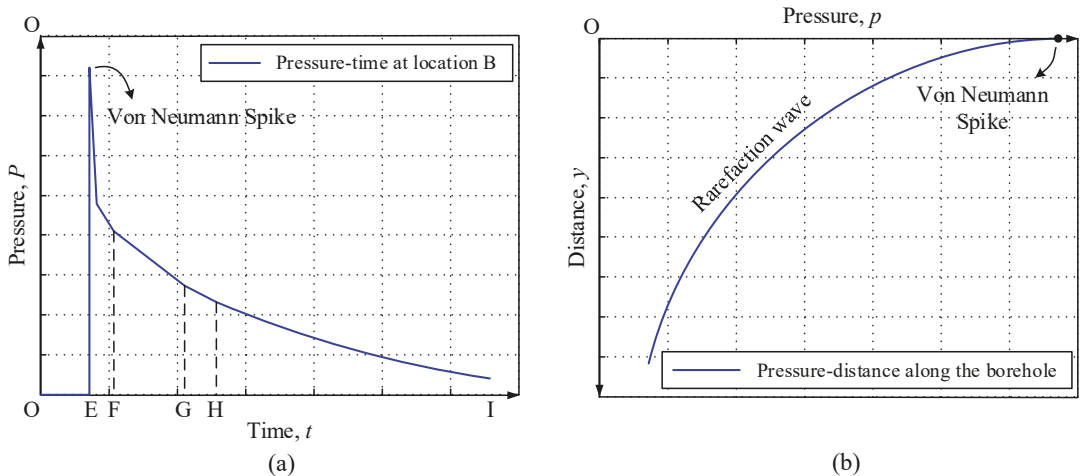 O
Pressure-time at location B
Von Neumann Spike
Pressure, P
O
E
F
G
H
I
Time, t
(a)
Pressure, p
O
Von Neumann
Spike
Rarefaction wave
Distance, y
Pressure-distance along the borehole
(b)